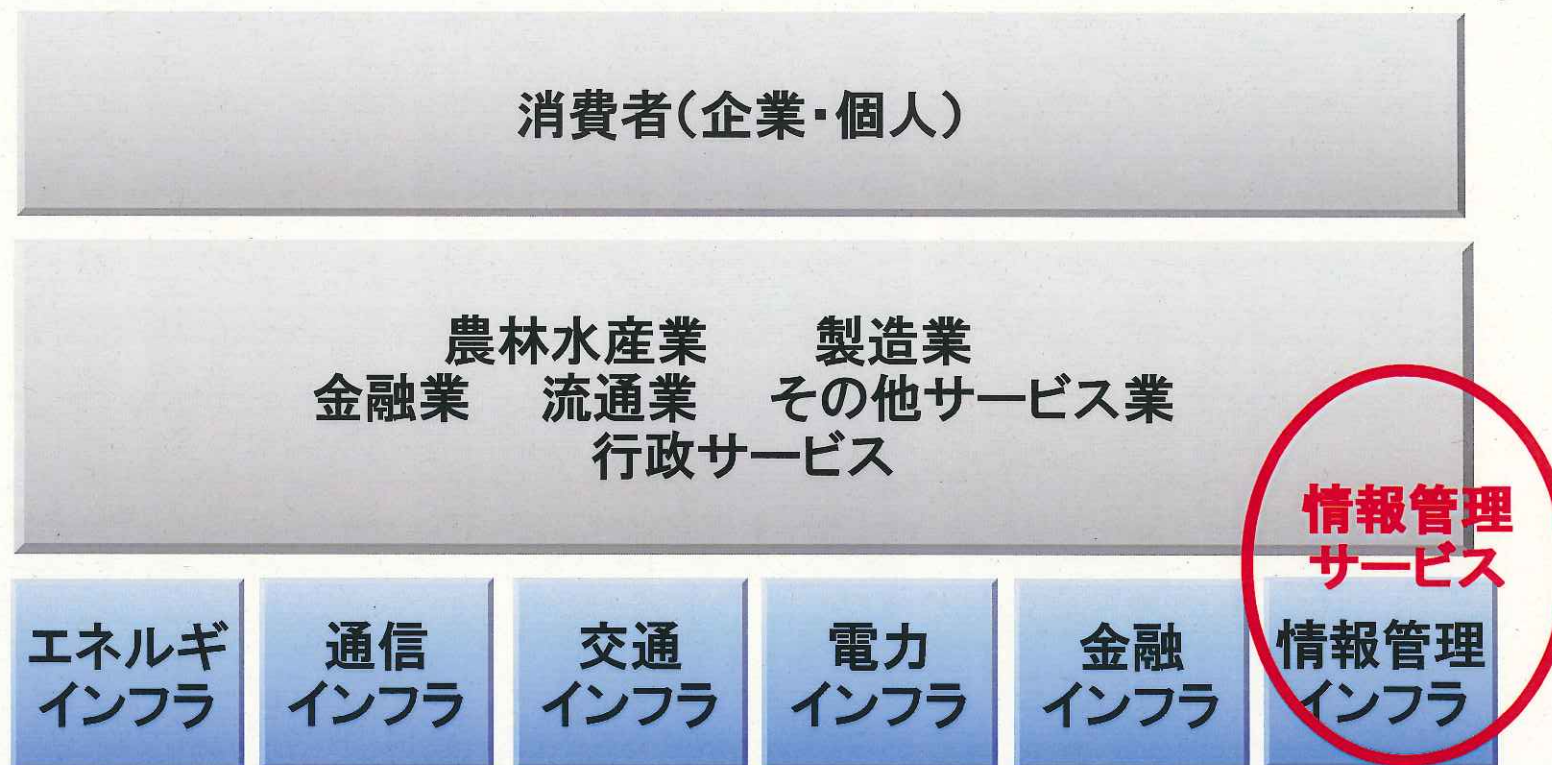 消費者(企業・個人)
農林水産業 製造業
金融業 流通業 その他サービス業
行政サービス
情報管理
サービス
エネルギ
インフラ
通信
インフラ
交通
インフラ
電力
インフラ
金融
インフラ
情報管理
インフラ